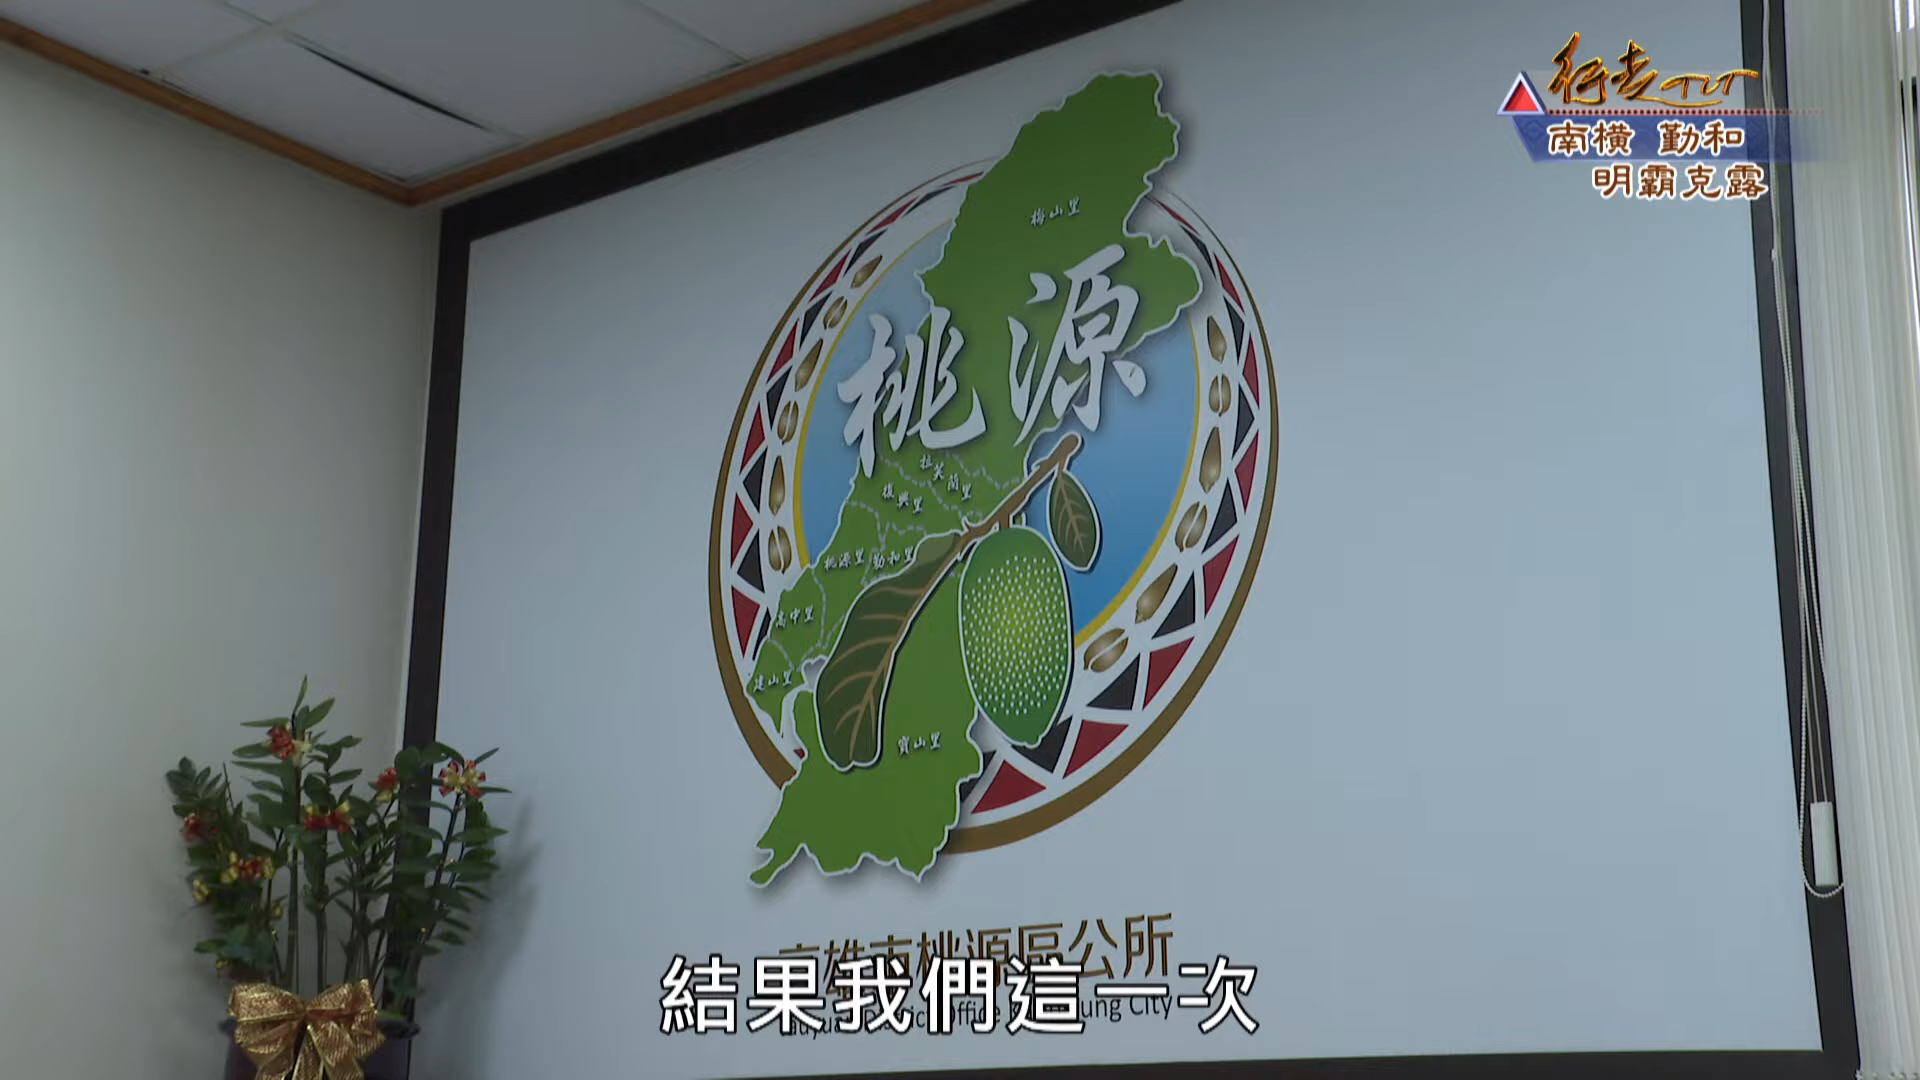 行走TIT
南橫 勤和
明霸克露
梅山里
桃源
拉芙蘭里
復興里
桃源里 勤和里
高中里
建山里
寶山里
高雄市桃源區公所
結果我們這一次